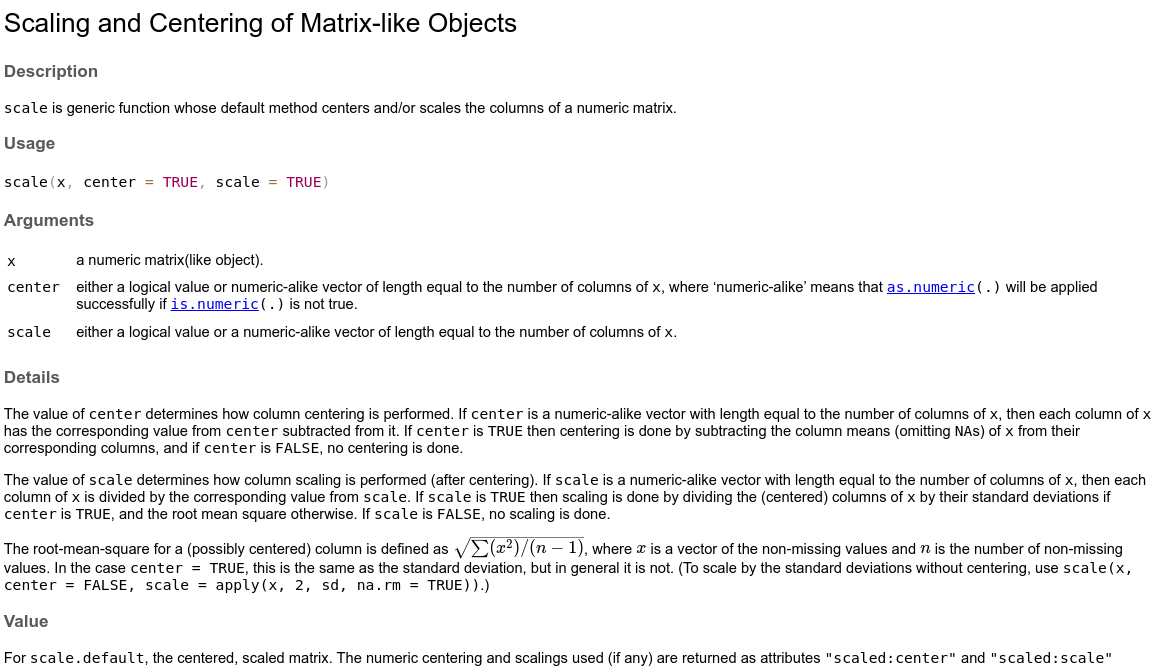 Scaling and Centering of Matrix-like Objects
Description
scale is generic function whose default method centers and/or scales the columns of a numeric matrix.
Usage
scale(x, center = TRUE, scale = TRUE)
Arguments
x a numeric matrix(like object).
center either a logical value or numeric-alike vector of length equal to the number of columns of x, where ‘numeric-alike’ means that as.numeric(.) will be applied
successfully if is.numeric(.) is not true.
scale either a logical value or a numeric-alike vector of length equal to the number of columns of x.
Details
The value of center determines how column centering is performed. If center is a numeric-alike vector with length equal to the number of columns of x, then each column of x
has the corresponding value from center subtracted from it. If center is TRUE then centering is done by subtracting the column means (omitting NAs) of x from their
corresponding columns, and if center is FALSE, no centering is done.
The value of scale determines how column scaling is performed (after centering). If scale is a numeric-alike vector with length equal to the number of columns of x, then each
column of x is divided by the corresponding value from scale. If scale is TRUE then scaling is done by dividing the (centered) columns of x by their standard deviations if
center is TRUE, and the root mean square otherwise. If scale is FALSE, no scaling is done.
The root-mean-square for a (possibly centered) column is defined as √∑(x²)/(n − 1), where x is a vector of the non-missing values and n is the number of non-missing
values. In the case center = TRUE, this is the same as the standard deviation, but in general it is not. (To scale by the standard deviations without centering, use scale(x,
center = FALSE, scale = apply(x, 2, sd, na.rm = TRUE)).)
Value
For scale.default, the centered, scaled matrix. The numeric centering and scalings used (if any) are returned as attributes "scaled:center" and "scaled:scale"